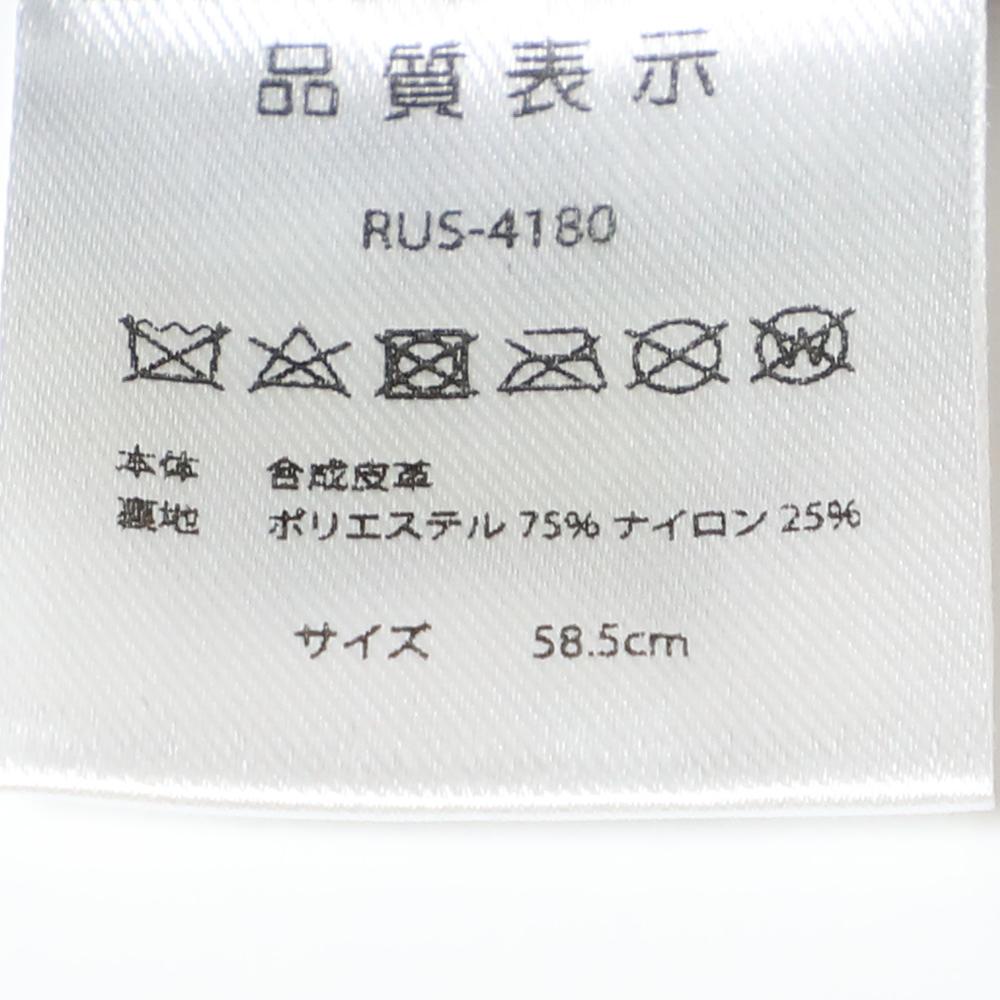 品質表示
RUS-4180
本体 合成皮革
裏地 ポリエステル 75% ナイロン 25%
サイズ 58.5cm